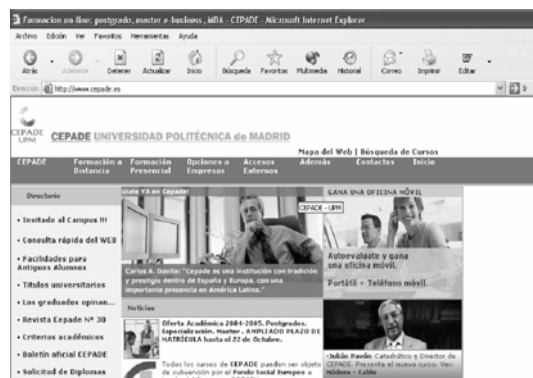 Formacion on-line: postgrado, master e-business, MBA - CEPADE - Microsoft Internet Explorer
Archivo Edición Ver Favoritos Herramientas Ayuda
Atrás Adelante Detener Actualizar Inicio Búsqueda Favoritos Multimedia Historial Correo Imprimir Editar
Dirección http://www.cepade.es Ir
CEPADE
UPM
CEPADE UNIVERSIDAD POLITÉCNICA de MADRID
Mapa del Web | Búsqueda de Cursos
CEPADE Formación a Distancia Formación Presencial Opciones a Empresas Accesos Externos Además Contactos Inicio
Directorio
• Invitado al Campus !!!
• Consulta rápida del WEB
• Facilidades para
Antiguos Alumnos
• Títulos universitarios
• Los graduados opinan...
• Revista Cepade Nº 30
• Criterios académicos
• Boletín oficial CEPADE
• Solicitud de Diplomas
YA en Cepade!
Carlos A. Davila: "Cepade es una institución con tradición
y prestigio dentro de España y Europa, con una
importante presencia en América Latina."
Noticias
Oferta Académica 2004-2005. Postgrados.
Especialización. Master. AMPLIADO PLAZO DE
MATRÍCULA hasta el 22 de Octubre.
Todos los cursos de CEPADE pueden ser objeto
de subvención por el Fondo Social Europeo a
GANA UNA OFICINA MÓVIL
CEPADE - UPM
Autoevalúate y gana
una oficina móvil.
Portátil + Teléfono móvil.
•Julián Pavón. Catedrático y Director de
CEPADE. Presenta el nuevo curso. Ver:
Módem - Cable